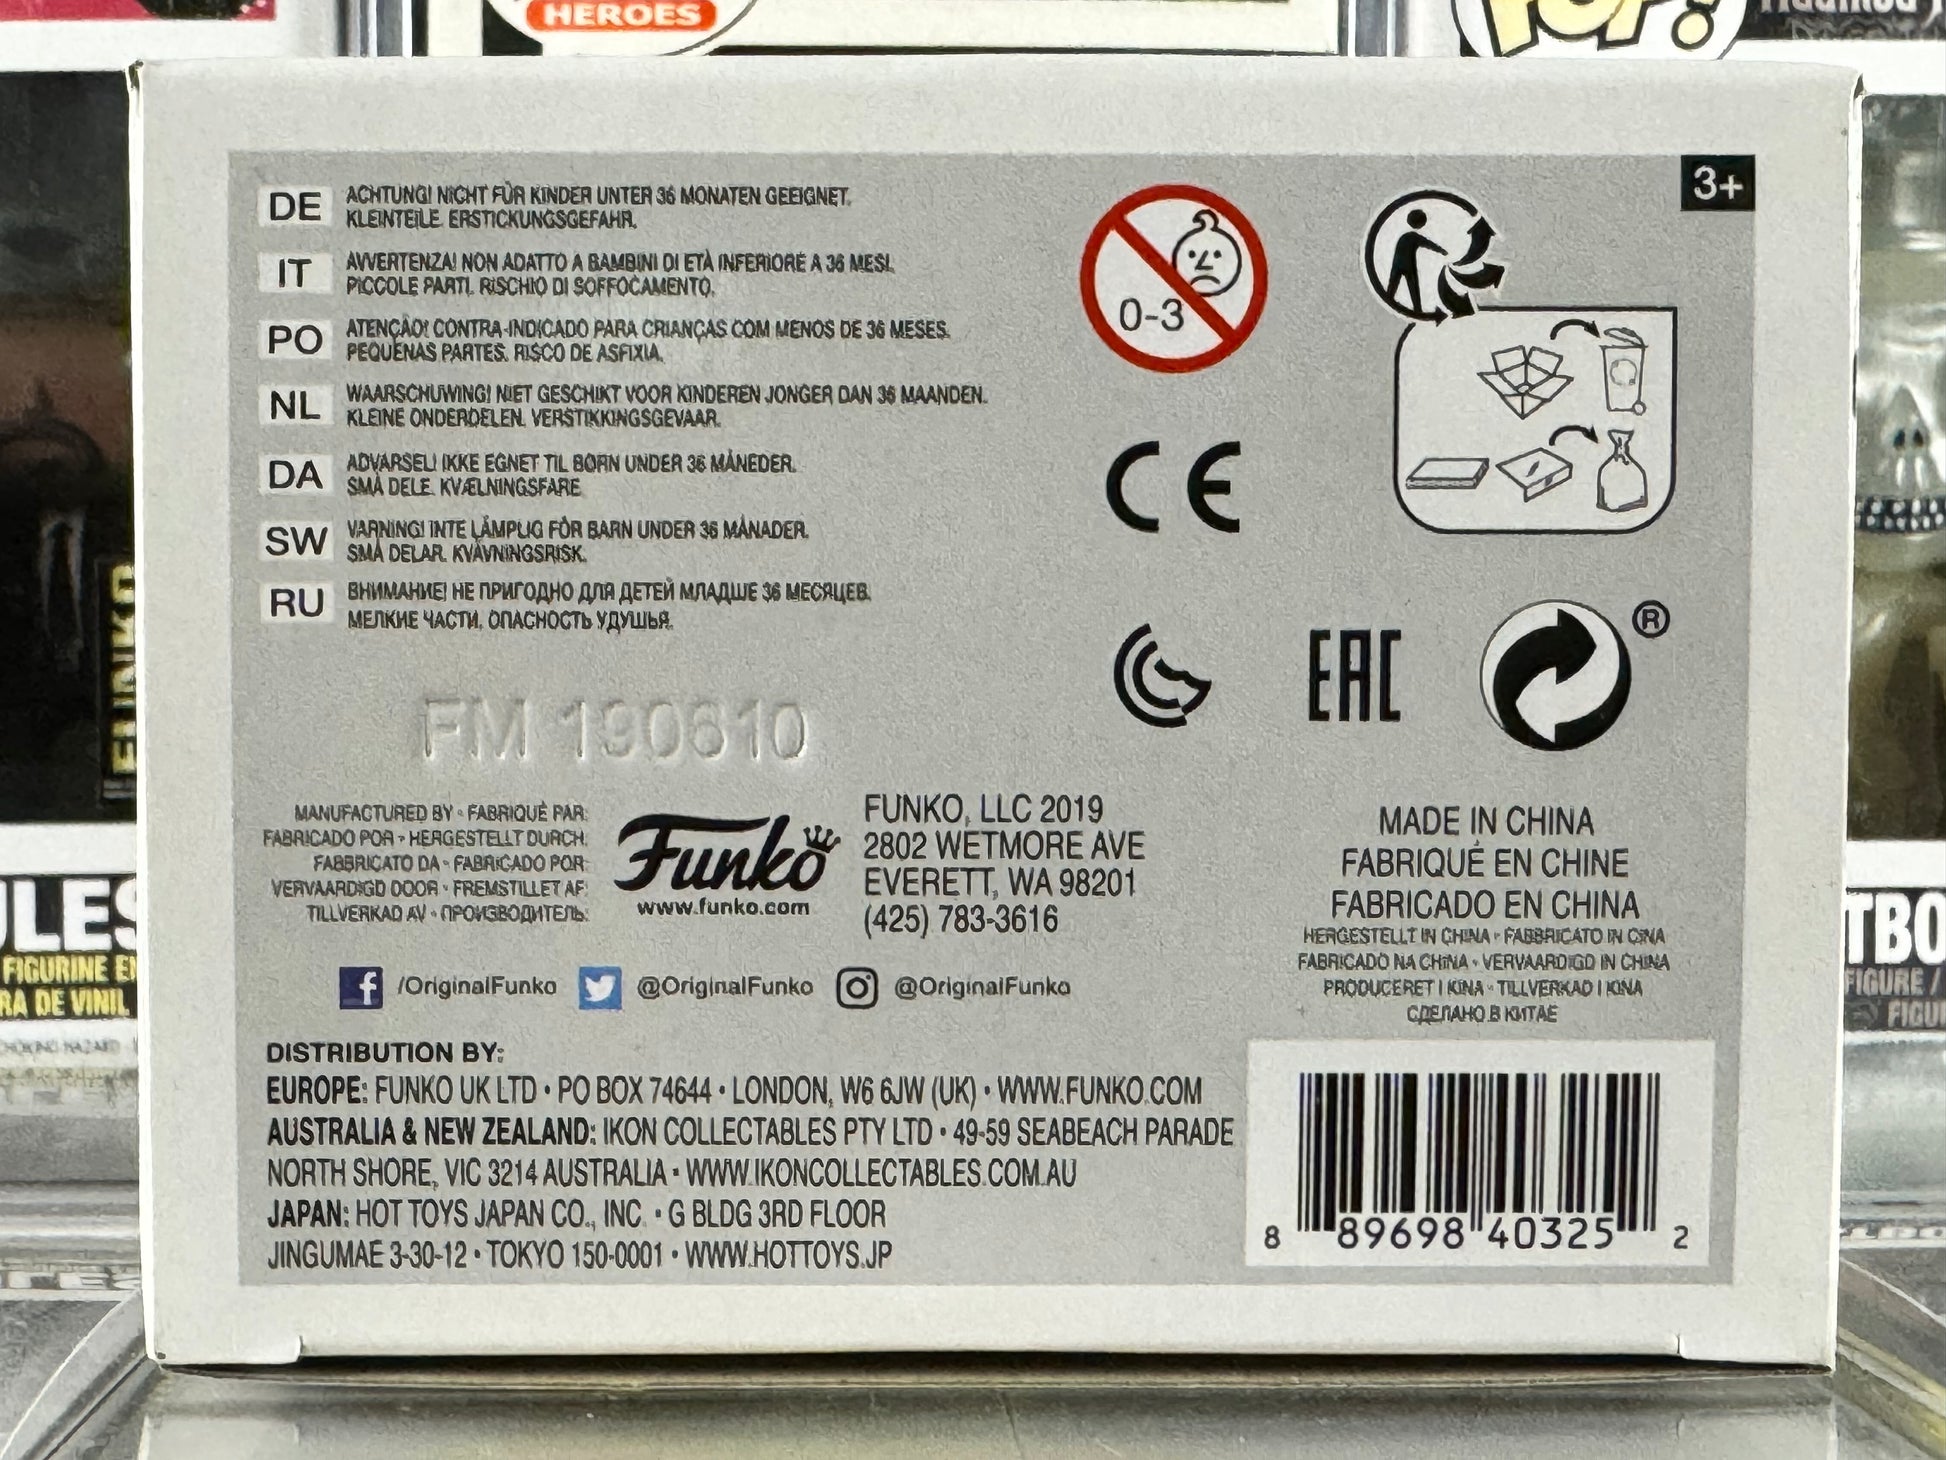 HEROES
POP!
3+
DE ACHTUNG! NICHT FÜR KINDER UNTER 36 MONATEN GEEIGNET.
KLEINTEILE. ERSTICKUNGSGEFAHR.
IT AVVERTENZA! NON ADATTO A BAMBINI DI ETÀ INFERIORE A 36 MESI.
PICCOLE PARTI. RISCHIO DI SOFFOCAMENTO.
PO ATENÇÃO! CONTRA-INDICADO PARA CRIANÇAS COM MENOS DE 36 MESES.
PEQUENAS PARTES. RISCO DE ASFIXIA.
NL WAARSCHUWING! NIET GESCHIKT VOOR KINDEREN JONGER DAN 36 MAANDEN.
KLEINE ONDERDELEN. VERSTIKKINGSGEVAAR.
DA ADVARSEL! IKKE EGNET TIL BØRN UNDER 36 MÅNEDER.
SMÅ DELE. KVÆLNINGSFARE.
SW VARNING! INTE LÄMPLIG FÖR BARN UNDER 36 MÅNADER.
SMÅ DELAR. KVÄVNINGSRISK.
RU ВНИМАНИЕ! НЕ ПРИГОДНО ДЛЯ ДЕТЕЙ МЛАДШЕ 36 МЕСЯЦЕВ.
МЕЛКИЕ ЧАСТИ. ОПАСНОСТЬ УДУШЬЯ.
0-3
CE
EAC
®
FM 190610
MANUFACTURED BY • FABRIQUÉ PAR:
FABRICADO POR • HERGESTELLT DURCH:
FABBRICATO DA • FABRICADO POR:
VERVAARDIGD DOOR • FREMSTILLET AF:
TILLVERKAD AV • ПРОИЗВОДИТЕЛЬ:
Funko
www.funko.com
FUNKO, LLC 2019
2802 WETMORE AVE
EVERETT, WA 98201
(425) 783-3616
MADE IN CHINA
FABRIQUÉ EN CHINE
FABRICADO EN CHINA
HERGESTELLT IN CHINA • FABBRICATO IN CINA
FABRICADO NA CHINA • VERVAARDIGD IN CHINA
PRODUCERET I KINA • TILLVERKAD I KINA
СДЕЛАНО В КИТАЕ
/OriginalFunko @OriginalFunko @OriginalFunko
DISTRIBUTION BY:
EUROPE: FUNKO UK LTD • PO BOX 74644 • LONDON, W6 6JW (UK) • WWW.FUNKO.COM
AUSTRALIA & NEW ZEALAND: IKON COLLECTABLES PTY LTD • 49-59 SEABEACH PARADE
NORTH SHORE, VIC 3214 AUSTRALIA • WWW.IKONCOLLECTABLES.COM.AU
JAPAN: HOT TOYS JAPAN CO., INC. • G BLDG 3RD FLOOR
JINGUMAE 3-30-12 • TOKYO 150-0001 • WWW.HOTTOYS.JP
8 89698 40325 2
FIGURINE
DE VINIL
FIGURE /